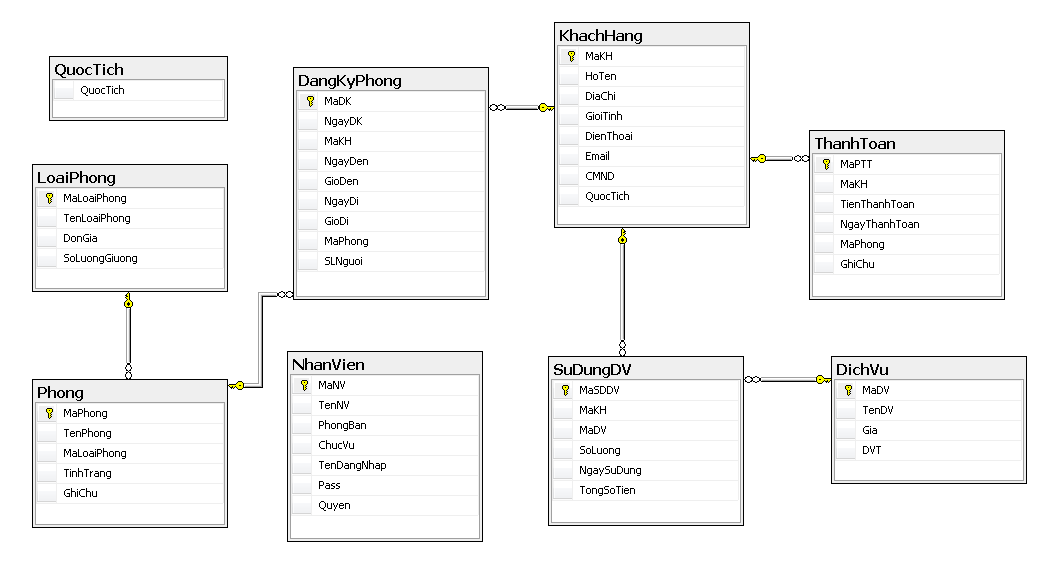 QuocTich
QuocTich
LoaiPhong
MaLoaiPhong
TenLoaiPhong
DonGia
SoLuongGiuong
Phong
MaPhong
TenPhong
MaLoaiPhong
TinhTrang
GhiChu
DangKyPhong
MaDK
NgayDK
MaKH
NgayDen
GioDen
NgayDi
GioDi
MaPhong
SLNguoi
NhanVien
MaNV
TenNV
PhongBan
ChucVu
TenDangNhap
Pass
Quyen
KhachHang
MaKH
HoTen
DiaChi
GioiTinh
DienThoai
Email
CMND
QuocTich
SuDungDV
MaSDDV
MaKH
MaDV
SoLuong
NgaySuDung
TongSoTien
ThanhToan
MaPTT
MaKH
TienThanhToan
NgayThanhToan
MaPhong
GhiChu
DichVu
MaDV
TenDV
Gia
DVT